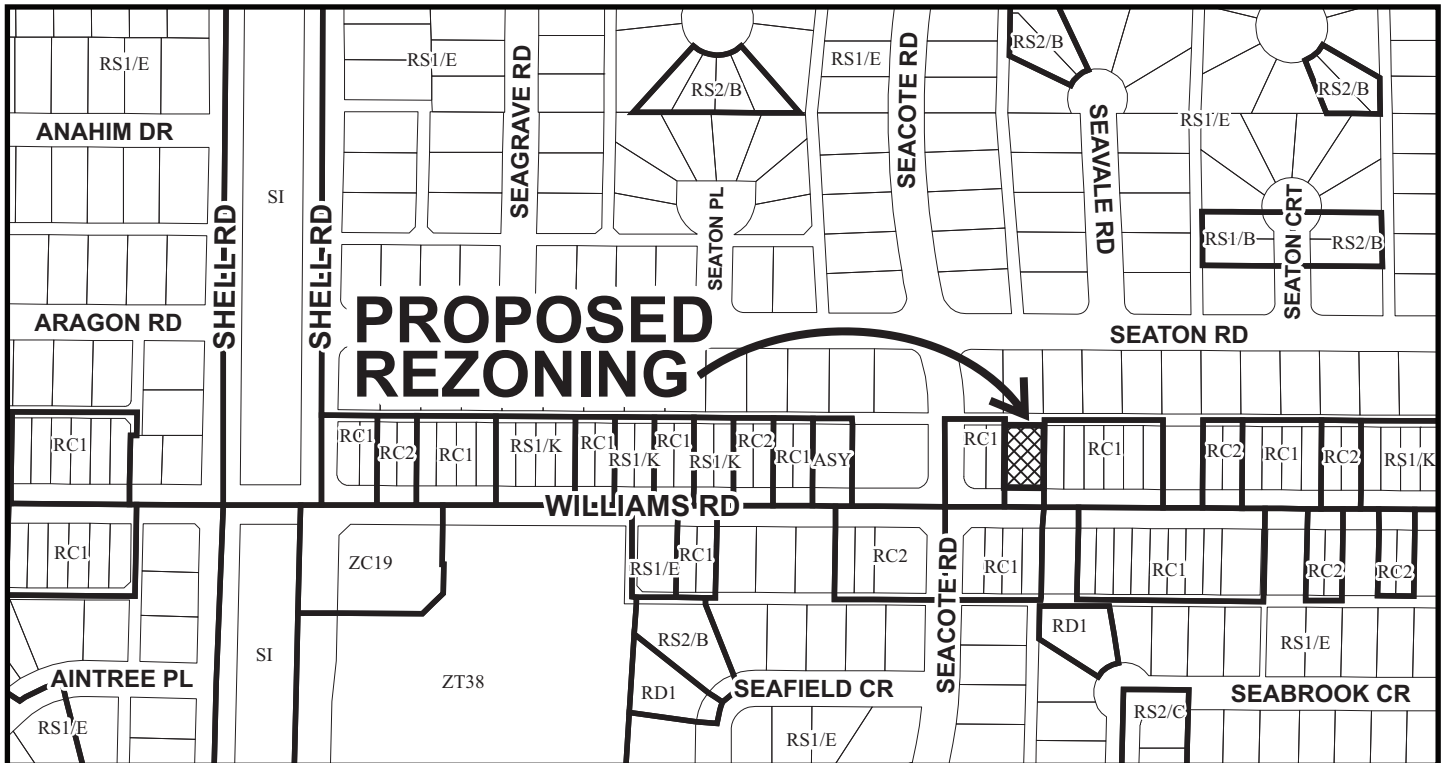 RS1/E
RS1/E
RS2/B
RS1/E
RS2/B
RS2/B
RS1/E
ANAHIM DR
SEAGRAVE RD
SEACOTE RD
SEAVALE RD
SI
SHELL RD
SHELL RD
SEATON PL
SEATON CRT
RS1/B
RS2/B
ARAGON RD
PROPOSED
REZONING
SEATON RD
RC1
RC1
RC2
RC1
RS1/K
RC1
RS1/K
RC1
RS1/K
RC2
RC1
ASY
RC1
RC1
RC2
RC1
RC2
RS1/K
WILLIAMS RD
RC1
ZC19
RS1/E
RC1
RC2
SEACOTE RD
RC1
RC1
RC2
RC2
SI
ZT38
RS2/B
RD1
RD1
RS1/E
AINTREE PL
SEAFIELD CR
SEABROOK CR
RS1/E
RS1/E
RS2/C